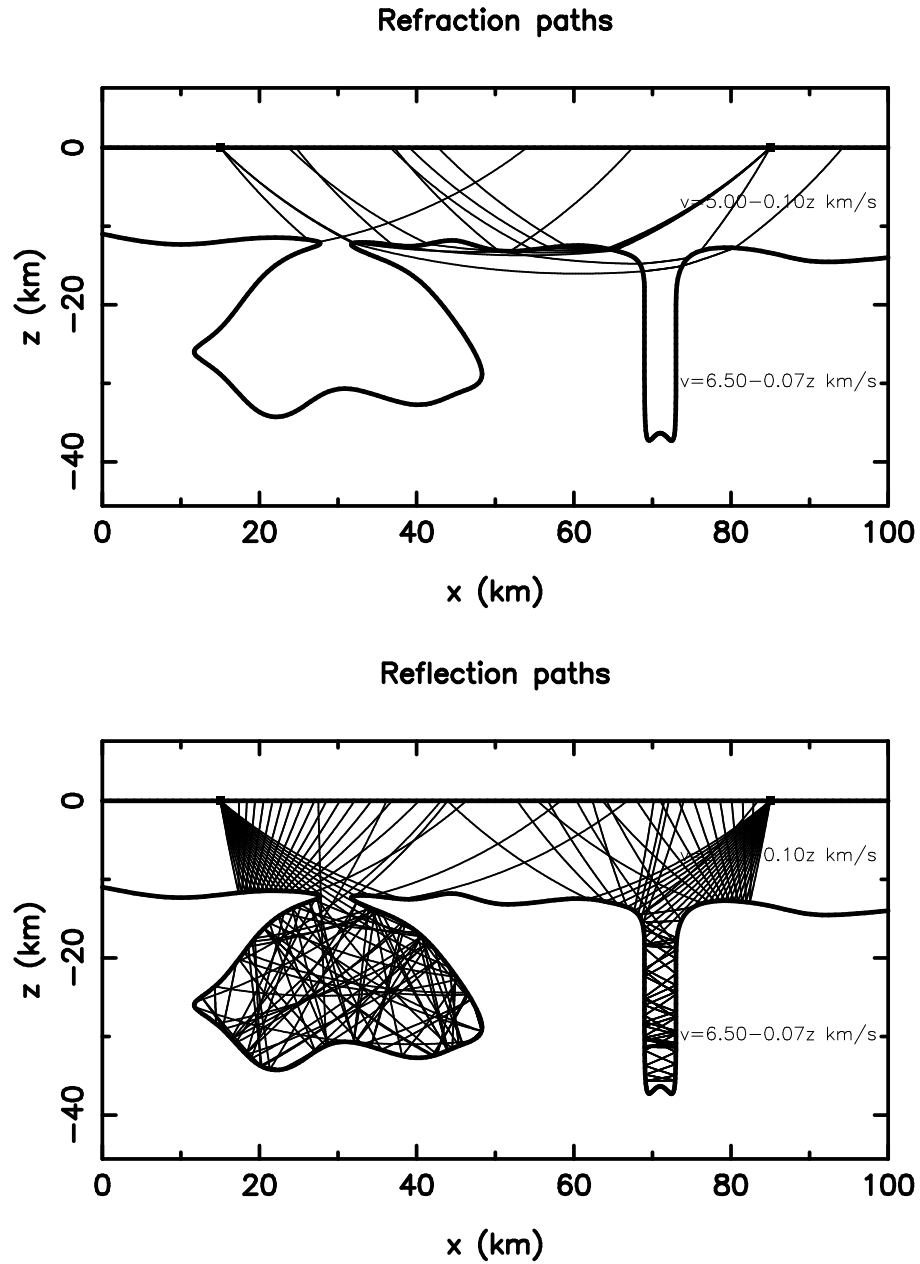 Refraction paths
0
v=5.00−0.10z km/s
−20
z (km)
v=6.50−0.07z km/s
−40
0 20 40 60 80 100
x (km)
Reflection paths
0
0.10z km/s
−20
z (km)
v=6.50−0.07z km/s
−40
0 20 40 60 80 100
x (km)